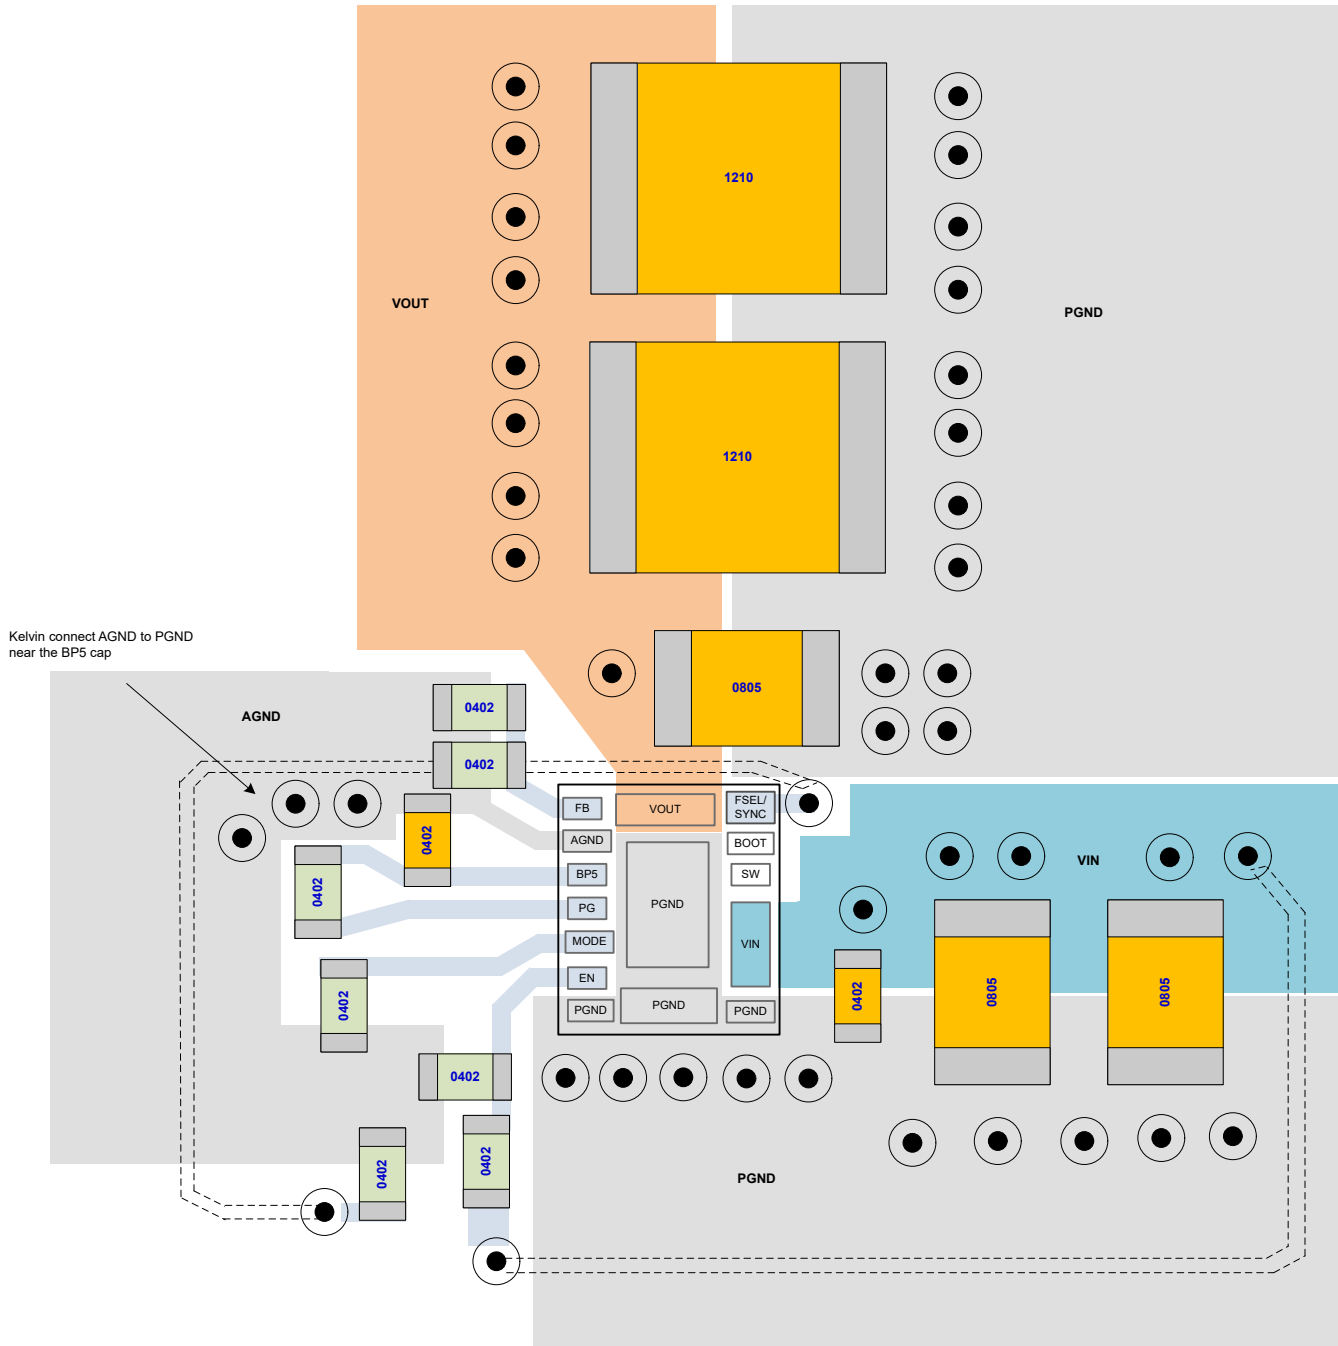 1210
VOUT
PGND
1210
Kelvin connect AGND to PGND
near the BP5 cap
0805
0402
AGND
0402
FB
VOUT
FSEL/
SYNC
0402
AGND
BOOT
VIN
BP5
SW
0402
PG
PGND
MODE
VIN
EN
0402
0402
0805
0805
PGND
PGND
PGND
0402
0402
0402
PGND